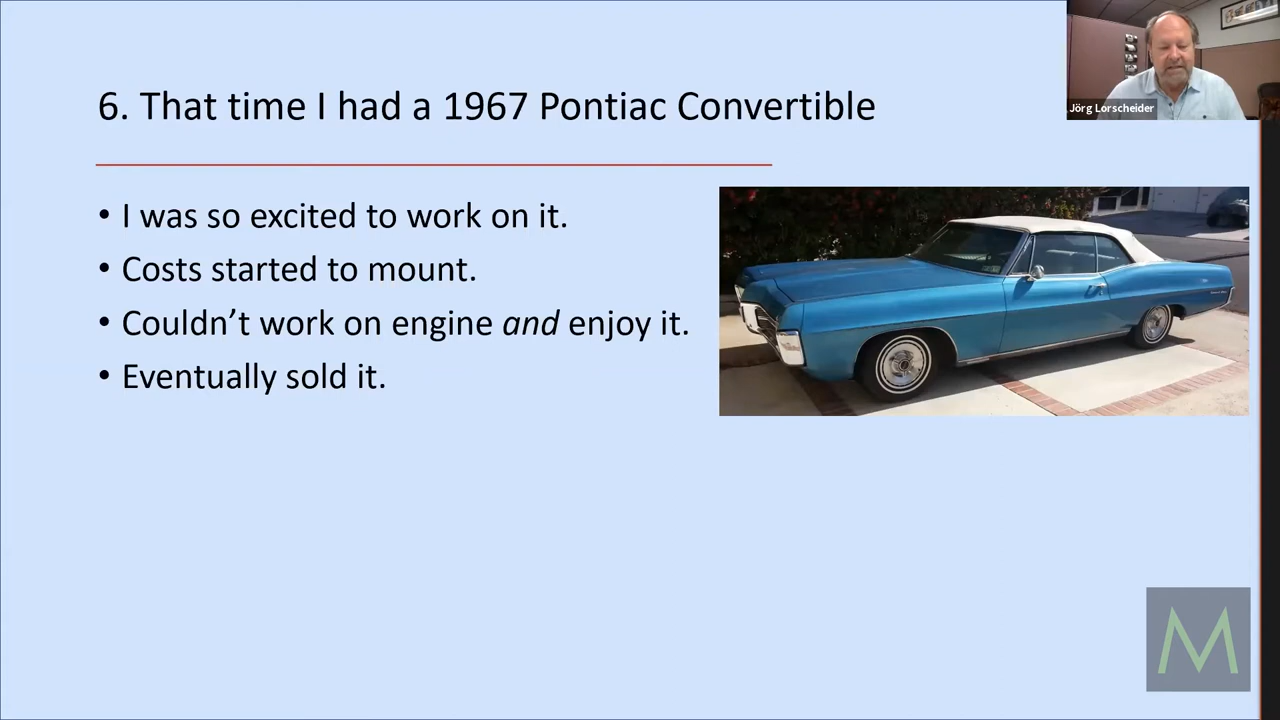 6. That time I had a 1967 Pontiac Convertible
Jörg Lorscheider
• I was so excited to work on it.
• Costs started to mount.
• Couldn’t work on engine and enjoy it.
• Eventually sold it.
M